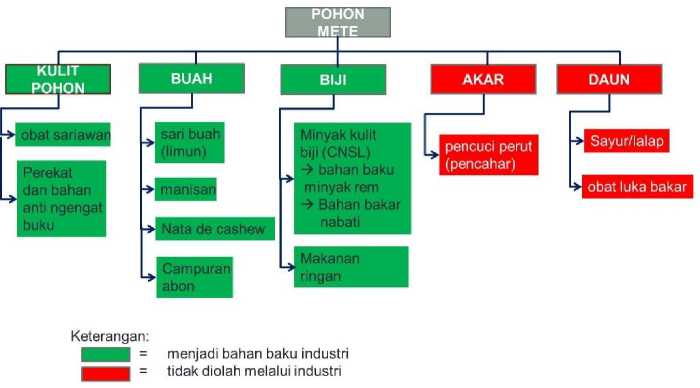 POHON
METE
KULIT
POHON
BUAH
BIJI
AKAR
DAUN
obat sariawan
Perekat
dan bahan
anti ngengat
buku
sari buah
(limun)
manisan
Nata de cashew
Campuran
abon
Minyak kulit
biji (CNSL)
→ bahan baku
minyak rem
→ Bahan bakar
nabati
Makanan
ringan
pencuci perut
(pencahar)
Sayur/lalap
obat luka bakar
Keterangan:
= menjadi bahan baku industri
= tidak diolah melalui industri